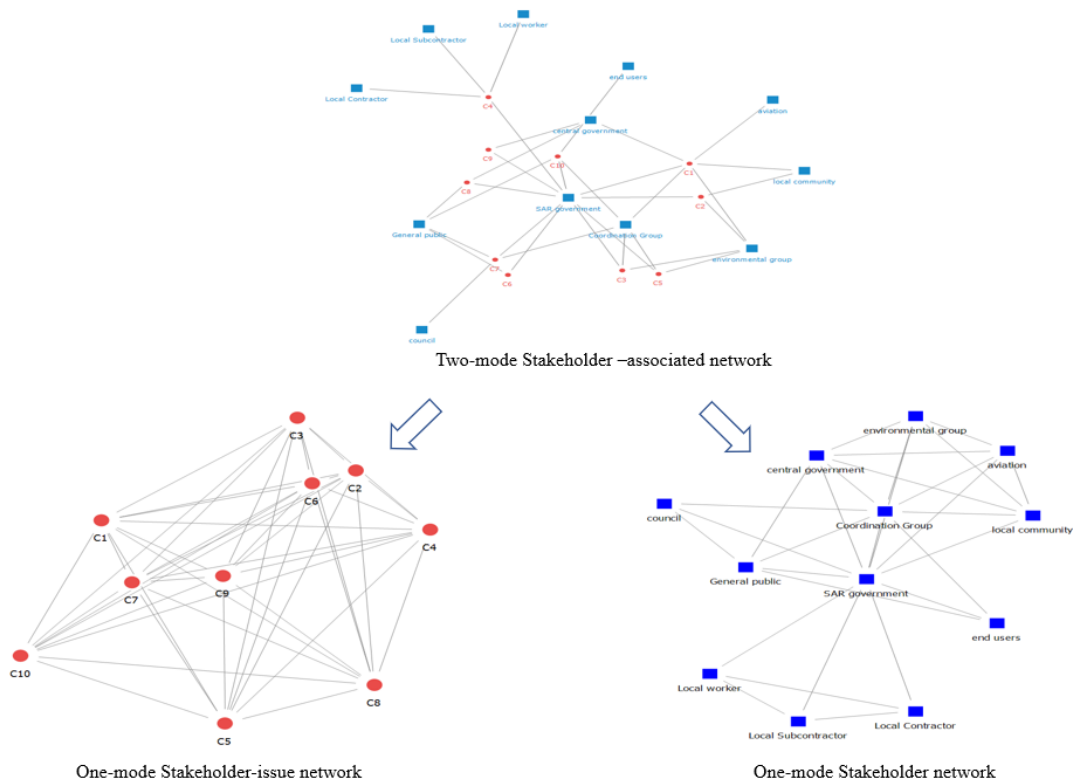 Local worker
Local Subcontractor
end users
Local Contractor
aviation
C4
central government
C9
C10
C1
local community
C8
C2
SAR government
General public
Coordination Group
environmental group
C7
C6
C3
C5
council
Two-mode Stakeholder –associated network
C3
C2
C6
C4
C1
C7
C9
C10
C8
C5
One-mode Stakeholder-issue network
environmental group
central government
aviation
council
Coordination Group
local community
General public
SAR government
end users
Local worker
Local Subcontractor
Local Contractor
One-mode Stakeholder network